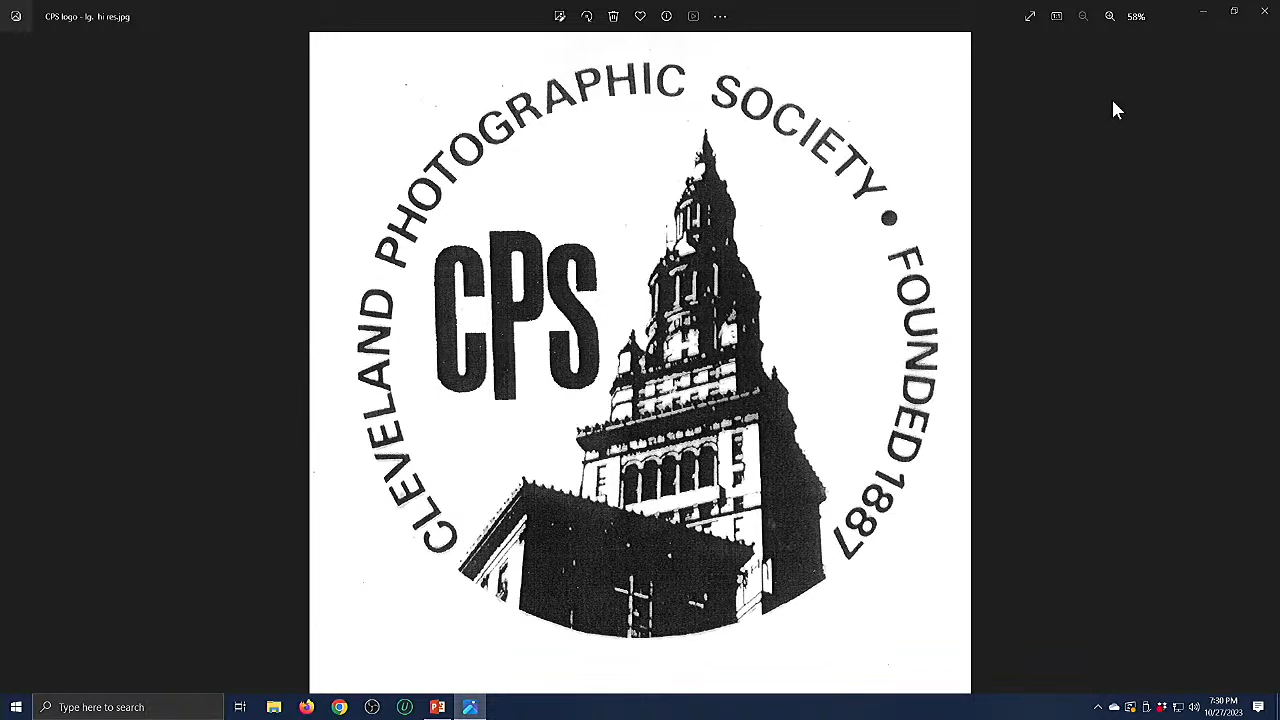 CPS logo - lg. hi res.jpg
58%
CLEVELAND PHOTOGRAPHIC SOCIETY • FOUNDED 1887
CPS
Type here to search
7:30 PM
10/27/2023